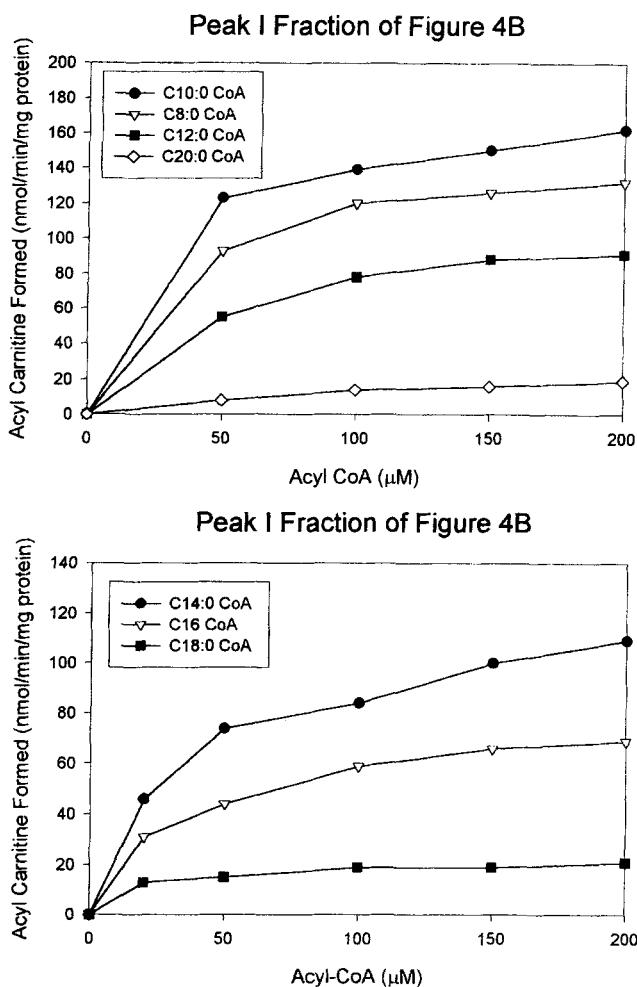 Peak I Fraction of Figure 4B
Acyl Carnitine Formed (nmol/min/mg protein)
200
180
160
140
120
100
80
60
40
20
0
C10:0 CoA
C8:0 CoA
C12:0 CoA
C20:0 CoA
0 50 100 150 200
Acyl CoA (μM)
Peak I Fraction of Figure 4B
Acyl Carnitine Formed (nmol/min/mg protein)
140
120
100
80
60
40
20
0
C14:0 CoA
C16 CoA
C18:0 CoA
0 50 100 150 200
Acyl-CoA (μM)